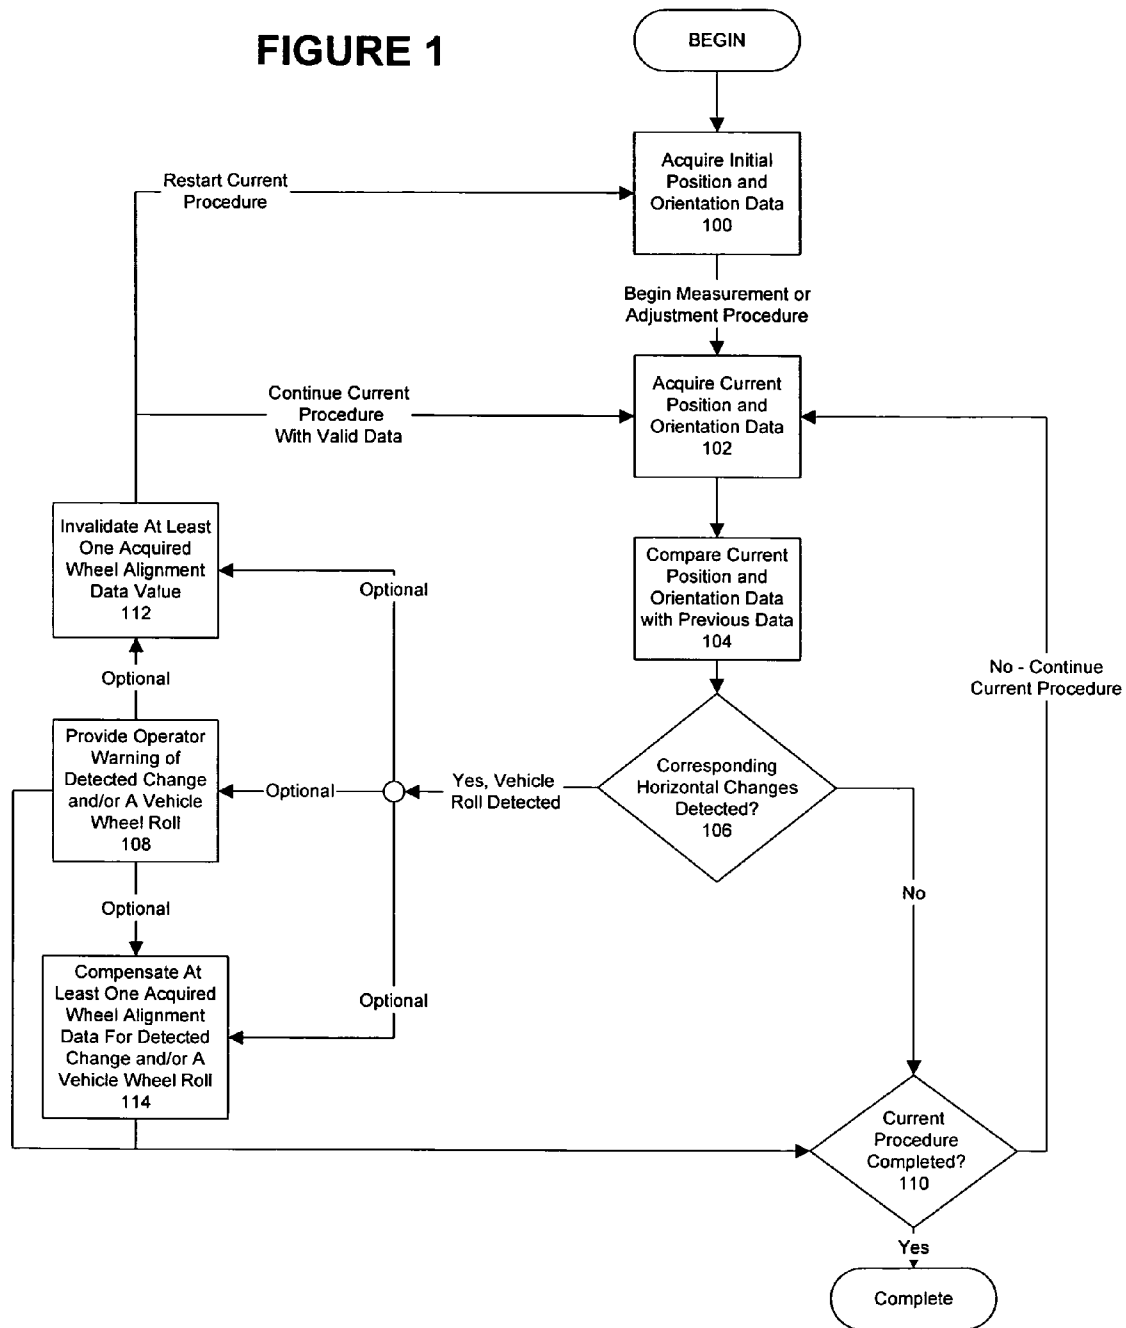 FIGURE 1
BEGIN
Acquire Initial
Position and
Orientation Data
100
Restart Current
Procedure
Begin Measurement or
Adjustment Procedure
Acquire Current
Position and
Orientation Data
102
Continue Current
Procedure
With Valid Data
Invalidate At Least
One Acquired
Wheel Alignment
Data Value
112
Optional
Compare Current
Position and
Orientation Data
with Previous Data
104
No - Continue
Current Procedure
Optional
Provide Operator
Warning of
Detected Change
and/or A Vehicle
Wheel Roll
108
Optional
Yes, Vehicle
Roll Detected
Corresponding
Horizontal Changes
Detected?
106
No
Optional
Compensate At
Least One Acquired
Wheel Alignment
Data For Detected
Change and/or A
Vehicle Wheel Roll
114
Optional
Current
Procedure
Completed?
110
Yes
Complete